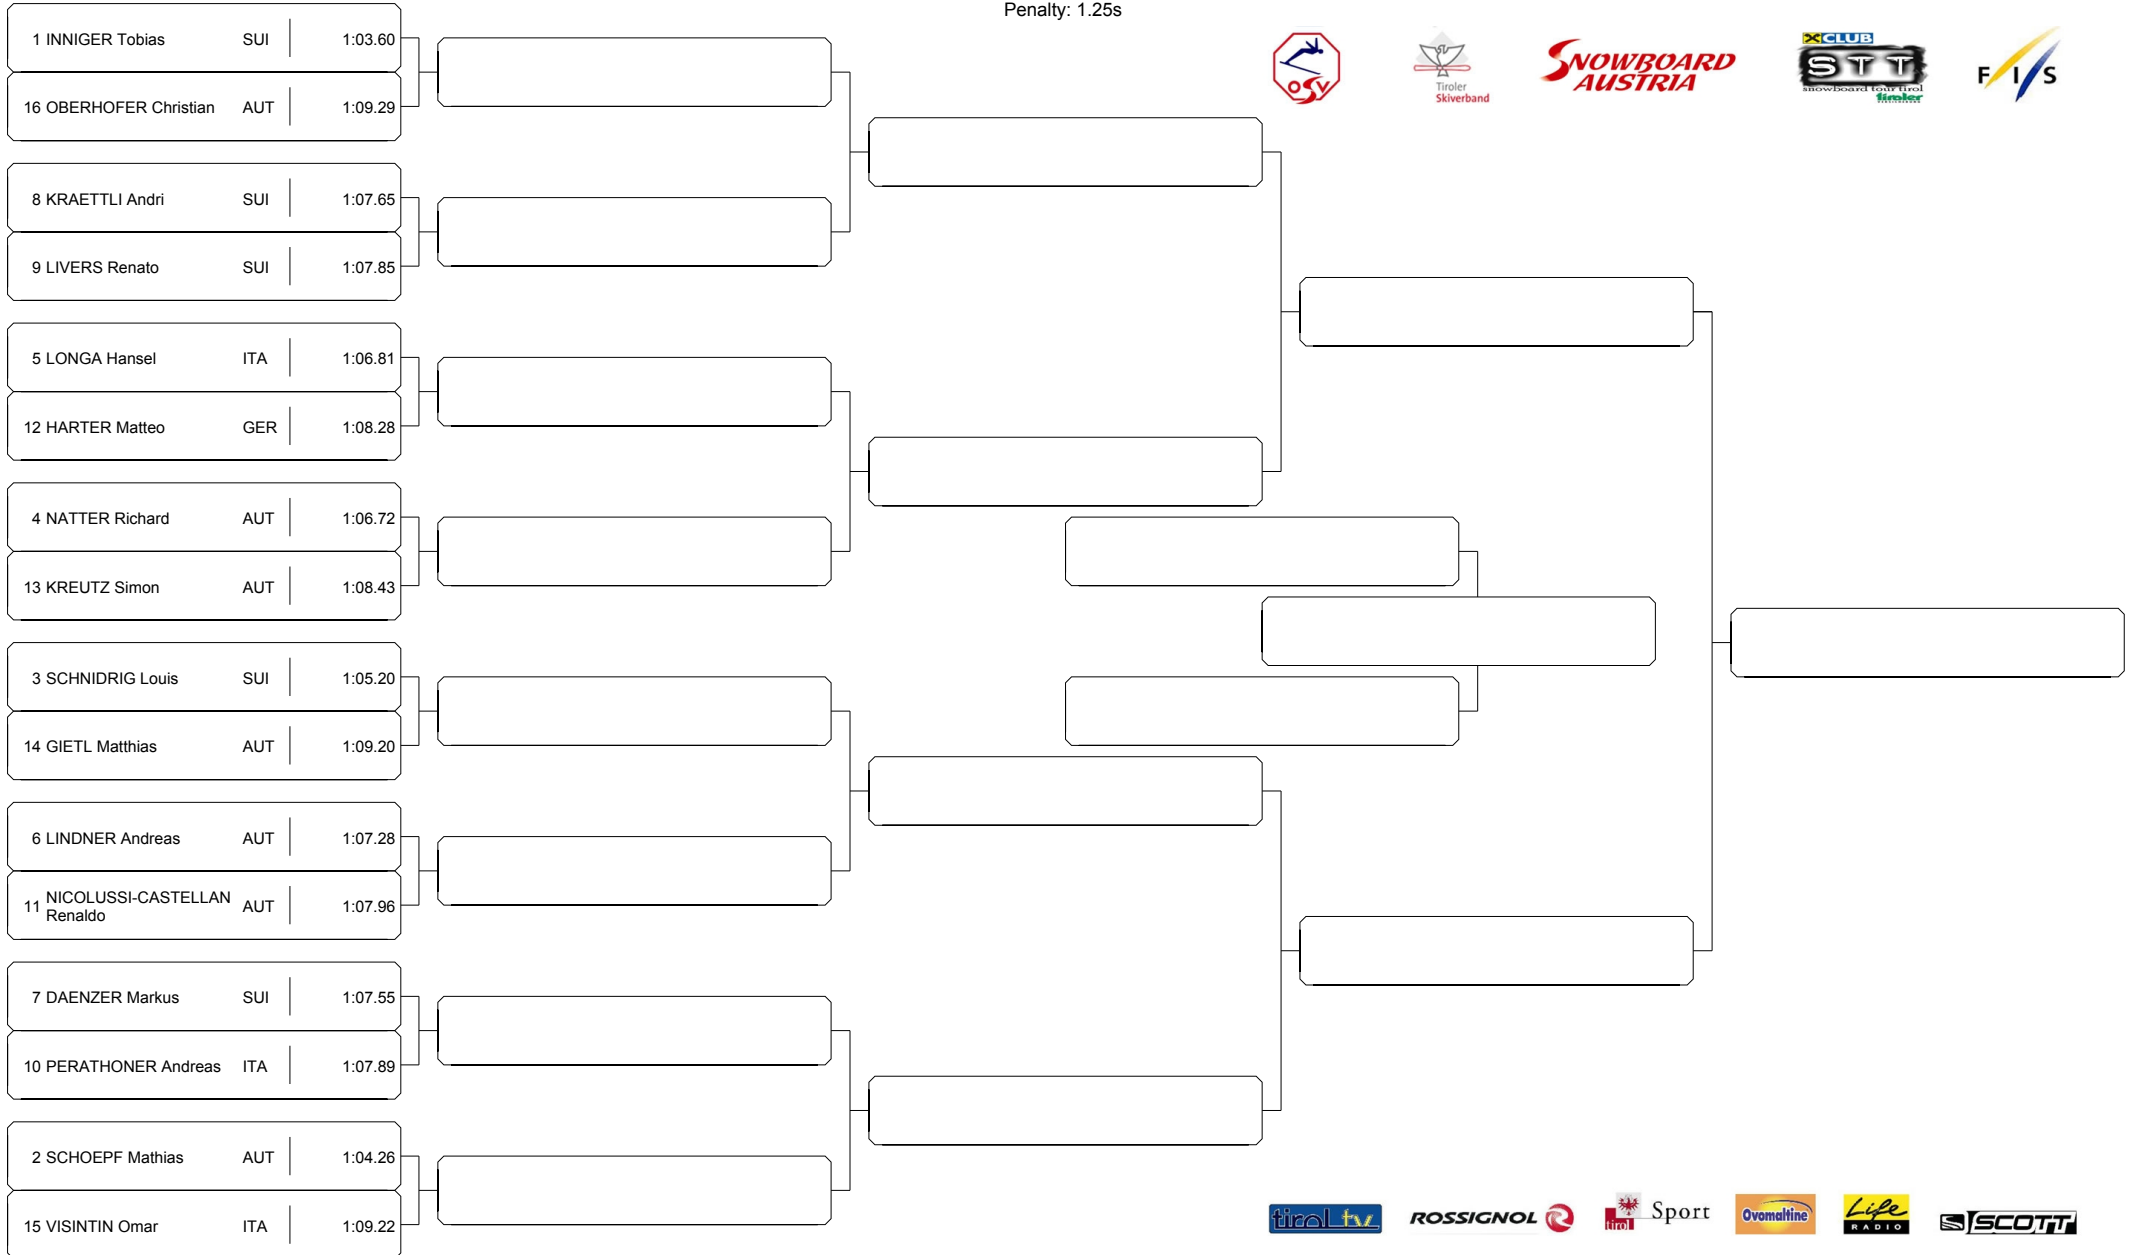 Penalty: 1.25s
1 INNIGER Tobias SUI 1:03.60
16 OBERHOFER Christian AUT 1:09.29
8 KRAETTLI Andri SUI 1:07.65
9 LIVERS Renato SUI 1:07.85
5 LONGA Hansel ITA 1:06.81
12 HARTER Matteo GER 1:08.28
4 NATTER Richard AUT 1:06.72
13 KREUTZ Simon AUT 1:08.43
3 SCHNIDRIG Louis SUI 1:05.20
14 GIETL Matthias AUT 1:09.20
6 LINDNER Andreas AUT 1:07.28
11 NICOLUSSI-CASTELLAN AUT 1:07.96
Renaldo
7 DAENZER Markus SUI 1:07.55
10 PERATHONER Andreas ITA 1:07.89
2 SCHOEPF Mathias AUT 1:04.26
15 VISINTIN Omar ITA 1:09.22
OSV
Tiroler
Skiverband
SNOWBOARD
AUSTRIA
XCLUB
STT
snowboard tour tirol
tiroler
FIS
tirol tv
ROSSIGNOL R
tirol Sport
Ovomaltine
Life
RADIO
S SCOTT